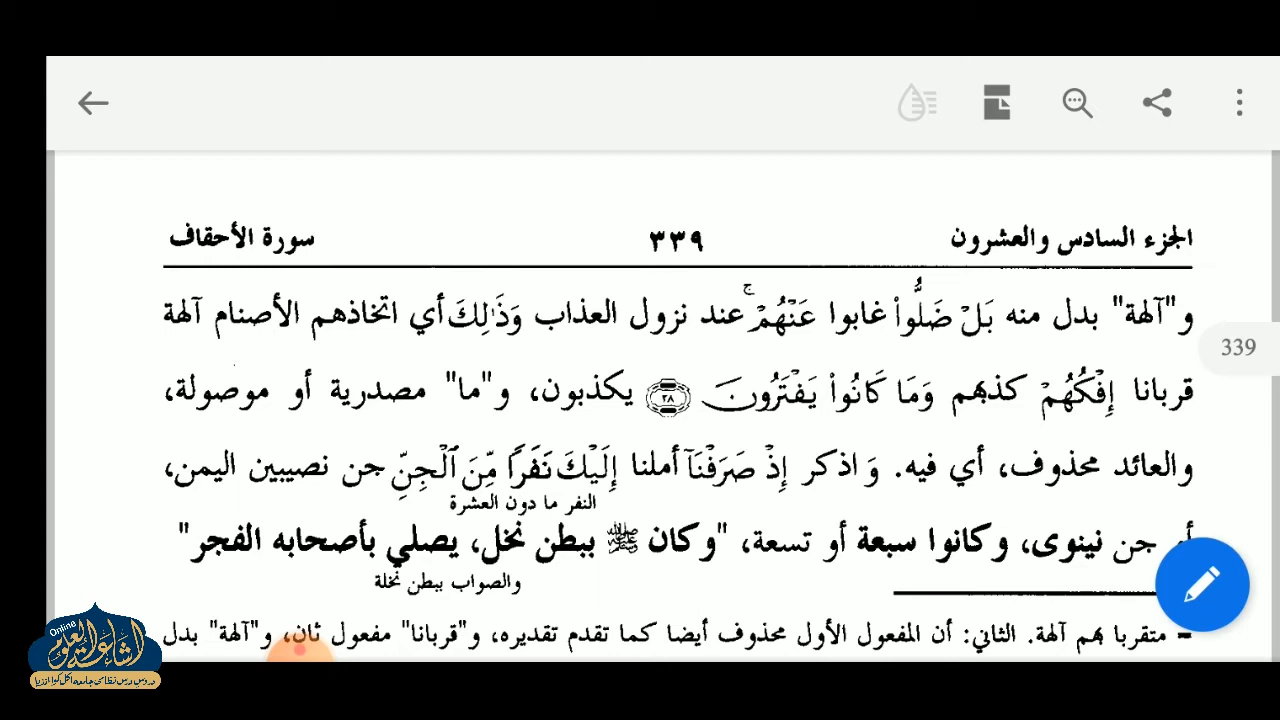 339
الجزء السادس والعشرون ٣٣٩ سورة الأحقاف
و"آلهة" بدل منه بَلۡ ضَلُّواْ غابوا عَنۡهُمۡۚ عند نزول العذاب وَذَٰلِكَ أي اتخاذهم الأصنام آلهة
قربانا إِفۡكُهُمۡ كذبهم وَمَا كَانُواْ يَفۡتَرُونَ ٢٨ يكذبون، و"ما" مصدرية أو موصولة،
والعائد محذوف، أي فيه. وَ اذكر إِذۡ صَرَفۡنَآ أملنا إِلَيۡكَ نَفَرٗا مِّنَ ٱلۡجِنِّ جن نصيبين اليمن،
النفر ما دون العشرة
أو جن نينوى، وكانوا سبعة أو تسعة، "وكان ﷺ ببطن نخل، يصلي بأصحابه الفجر"
والصواب ببطن نخلة
= متقربا بهم آلهة. الثاني: أن المفعول الأول محذوف أيضا كما تقدم تقديره، و"قربانا" مفعول ثان، و"آلهة" بدل
Online